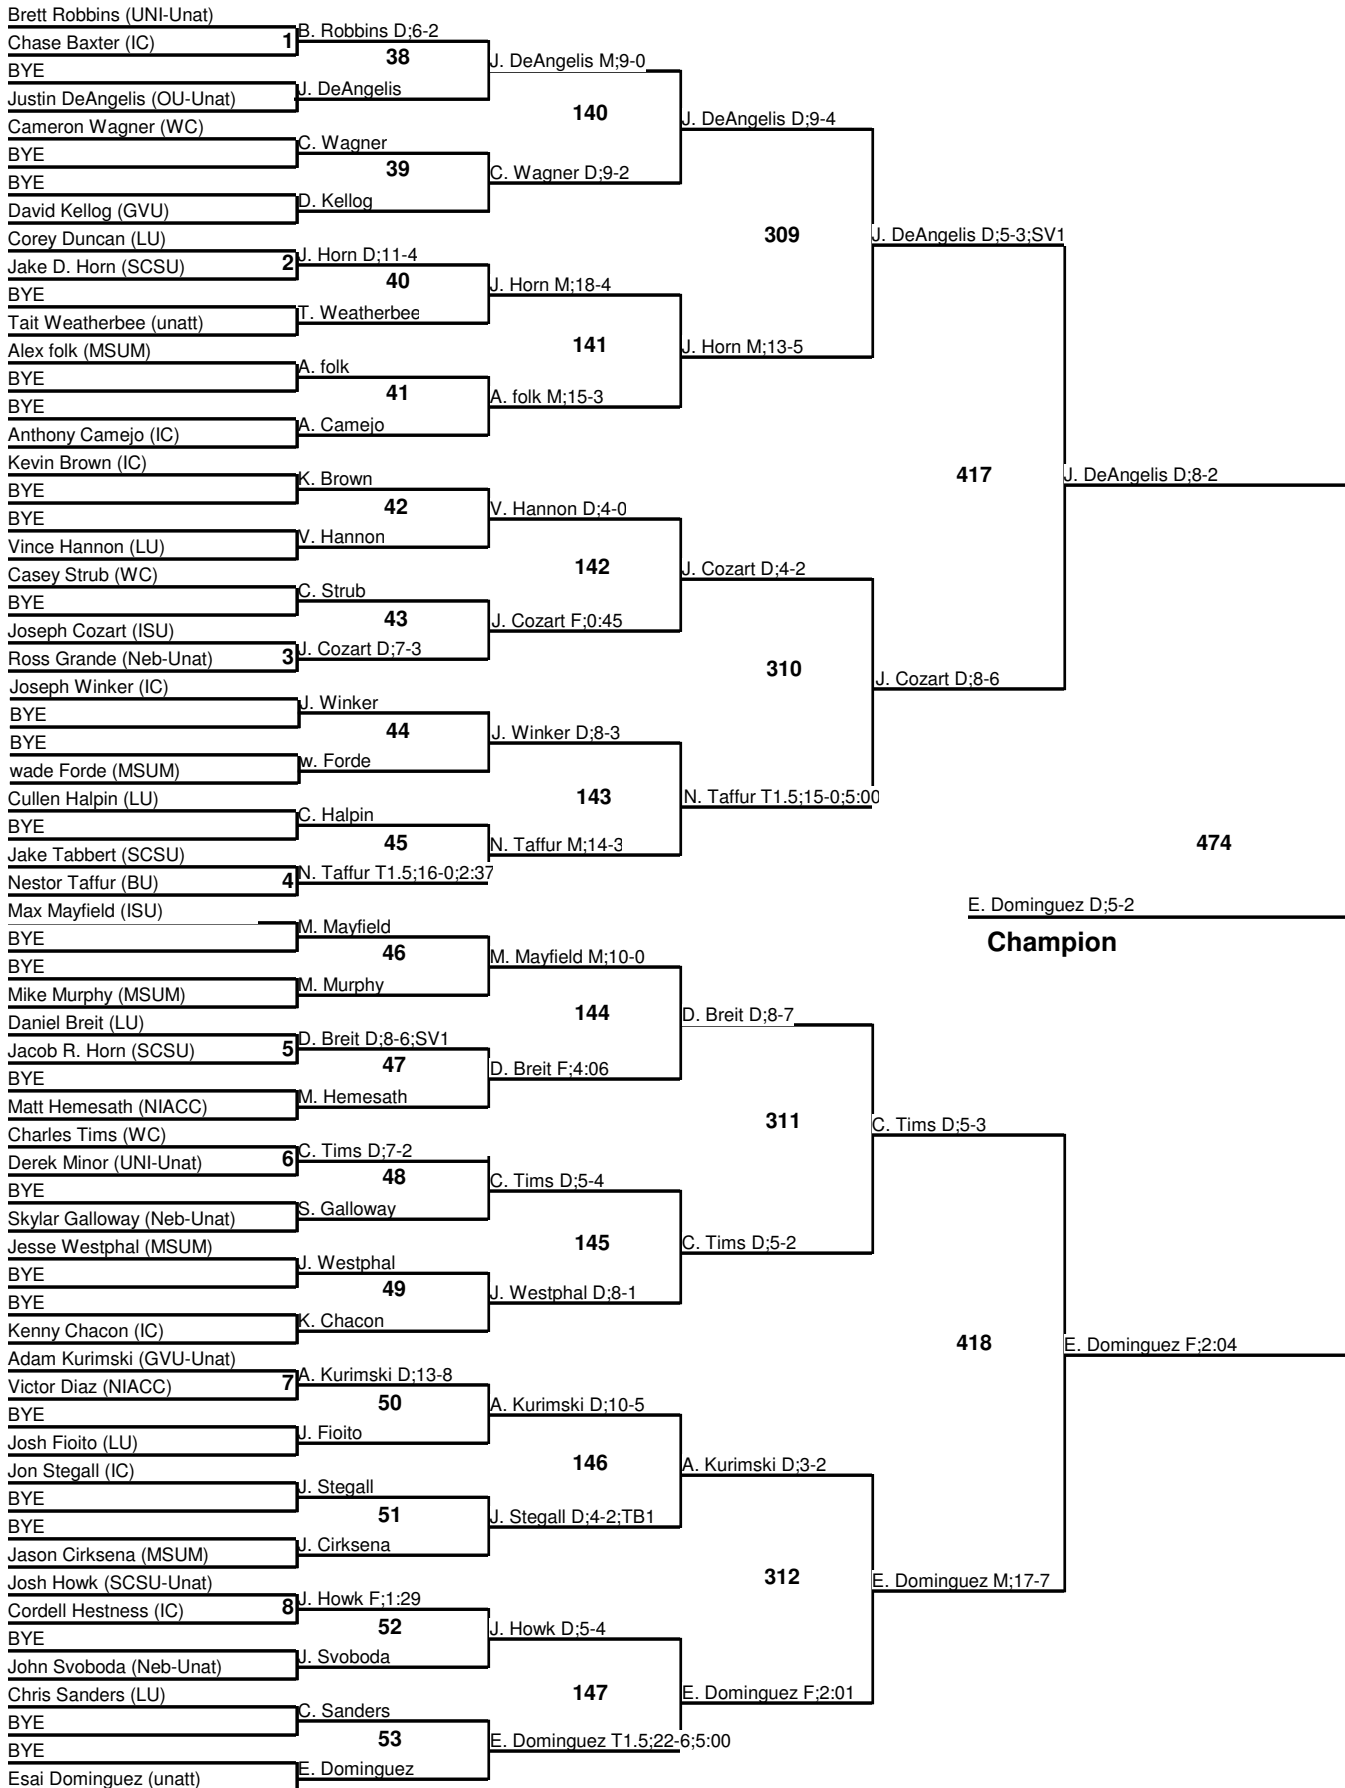 Brett Robbins (UNI-Unat)
Chase Baxter (IC)
BYE
Justin DeAngelis (OU-Unat)
Cameron Wagner (WC)
BYE
BYE
David Kellog (GVU)
Corey Duncan (LU)
Jake D. Horn (SCSU)
BYE
Tait Weatherbee (unatt)
Alex folk (MSUM)
BYE
BYE
Anthony Camejo (IC)
Kevin Brown (IC)
BYE
BYE
Vince Hannon (LU)
Casey Strub (WC)
BYE
Joseph Cozart (ISU)
Ross Grande (Neb-Unat)
Joseph Winker (IC)
BYE
BYE
wade Forde (MSUM)
Cullen Halpin (LU)
BYE
Jake Tabbert (SCSU)
Nestor Taffur (BU)
Max Mayfield (ISU)
BYE
BYE
Mike Murphy (MSUM)
Daniel Breit (LU)
Jacob R. Horn (SCSU)
BYE
Matt Hemesath (NIACC)
Charles Tims (WC)
Derek Minor (UNI-Unat)
BYE
Skylar Galloway (Neb-Unat)
Jesse Westphal (MSUM)
BYE
BYE
Kenny Chacon (IC)
Adam Kurimski (GVU-Unat)
Victor Diaz (NIACC)
BYE
Josh Fioito (LU)
Jon Stegall (IC)
BYE
BYE
Jason Cirksena (MSUM)
Josh Howk (SCSU-Unat)
Cordell Hestness (IC)
BYE
John Svoboda (Neb-Unat)
Chris Sanders (LU)
BYE
BYE
Esai Dominguez (unatt)
1
2
3
4
5
6
7
8
B. Robbins D;6-2
38
J. DeAngelis
C. Wagner
39
D. Kellog
J. Horn D;11-4
40
T. Weatherbee
A. folk
41
A. Camejo
K. Brown
42
V. Hannon
C. Strub
43
J. Cozart D;7-3
J. Winker
44
w. Forde
C. Halpin
45
N. Taffur T1.5;16-0;2:37
M. Mayfield
46
M. Murphy
D. Breit D;8-6;SV1
47
M. Hemesath
C. Tims D;7-2
48
S. Galloway
J. Westphal
49
K. Chacon
A. Kurimski D;13-8
50
J. Fioito
J. Stegall
51
J. Cirksena
J. Howk F;1:29
52
J. Svoboda
C. Sanders
53
E. Dominguez
J. DeAngelis M;9-0
140
C. Wagner D;9-2
J. Horn M;18-4
141
A. folk M;15-3
V. Hannon D;4-0
142
J. Cozart F;0:45
J. Winker D;8-3
143
N. Taffur M;14-3
M. Mayfield M;10-0
144
D. Breit F;4:06
C. Tims D;5-4
145
J. Westphal D;8-1
A. Kurimski D;10-5
146
J. Stegall D;4-2;TB1
J. Howk D;5-4
147
E. Dominguez T1.5;22-6;5:00
J. DeAngelis D;9-4
309
J. Horn M;13-5
J. Cozart D;4-2
310
N. Taffur T1.5;15-0;5:00
D. Breit D;8-7
311
C. Tims D;5-2
A. Kurimski D;3-2
312
E. Dominguez F;2:01
J. DeAngelis D;5-3;SV1
417
J. Cozart D;8-6
C. Tims D;5-3
418
E. Dominguez M;17-7
J. DeAngelis D;8-2
474
E. Dominguez F;2:04
E. Dominguez D;5-2
Champion